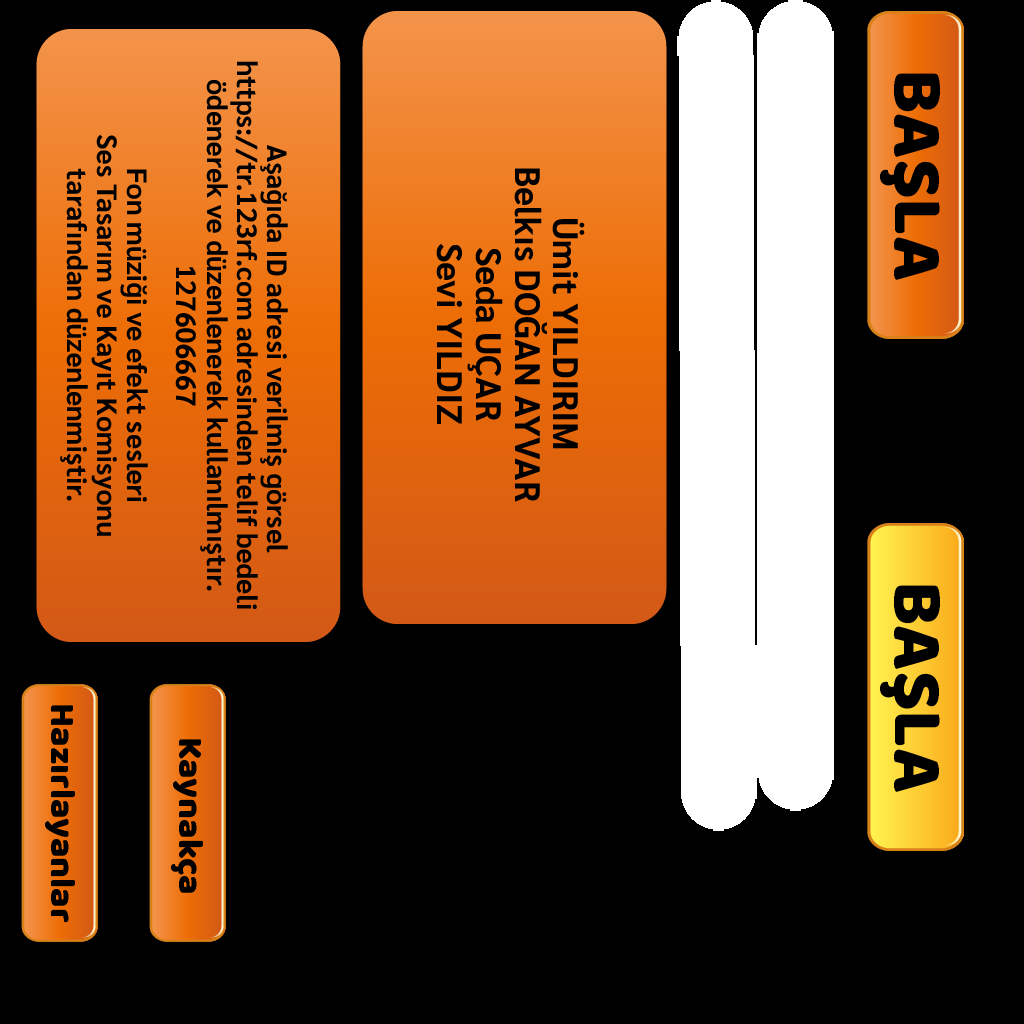 BAŞLA
BAŞLA
Ümit YILDIRIM
Belkıs DOĞAN AYVAR
Seda UÇAR
Sevi YILDIZ
Aşağıda ID adresi verilmiş görsel
https://tr.123rf.com adresinden telif bedeli
ödenerek ve düzenlenerek kullanılmıştır.
127606667
Fon müziği ve efekt sesleri
Ses Tasarım ve Kayıt Komisyonu
tarafından düzenlenmiştir.
Kaynakça
Hazırlayanlar